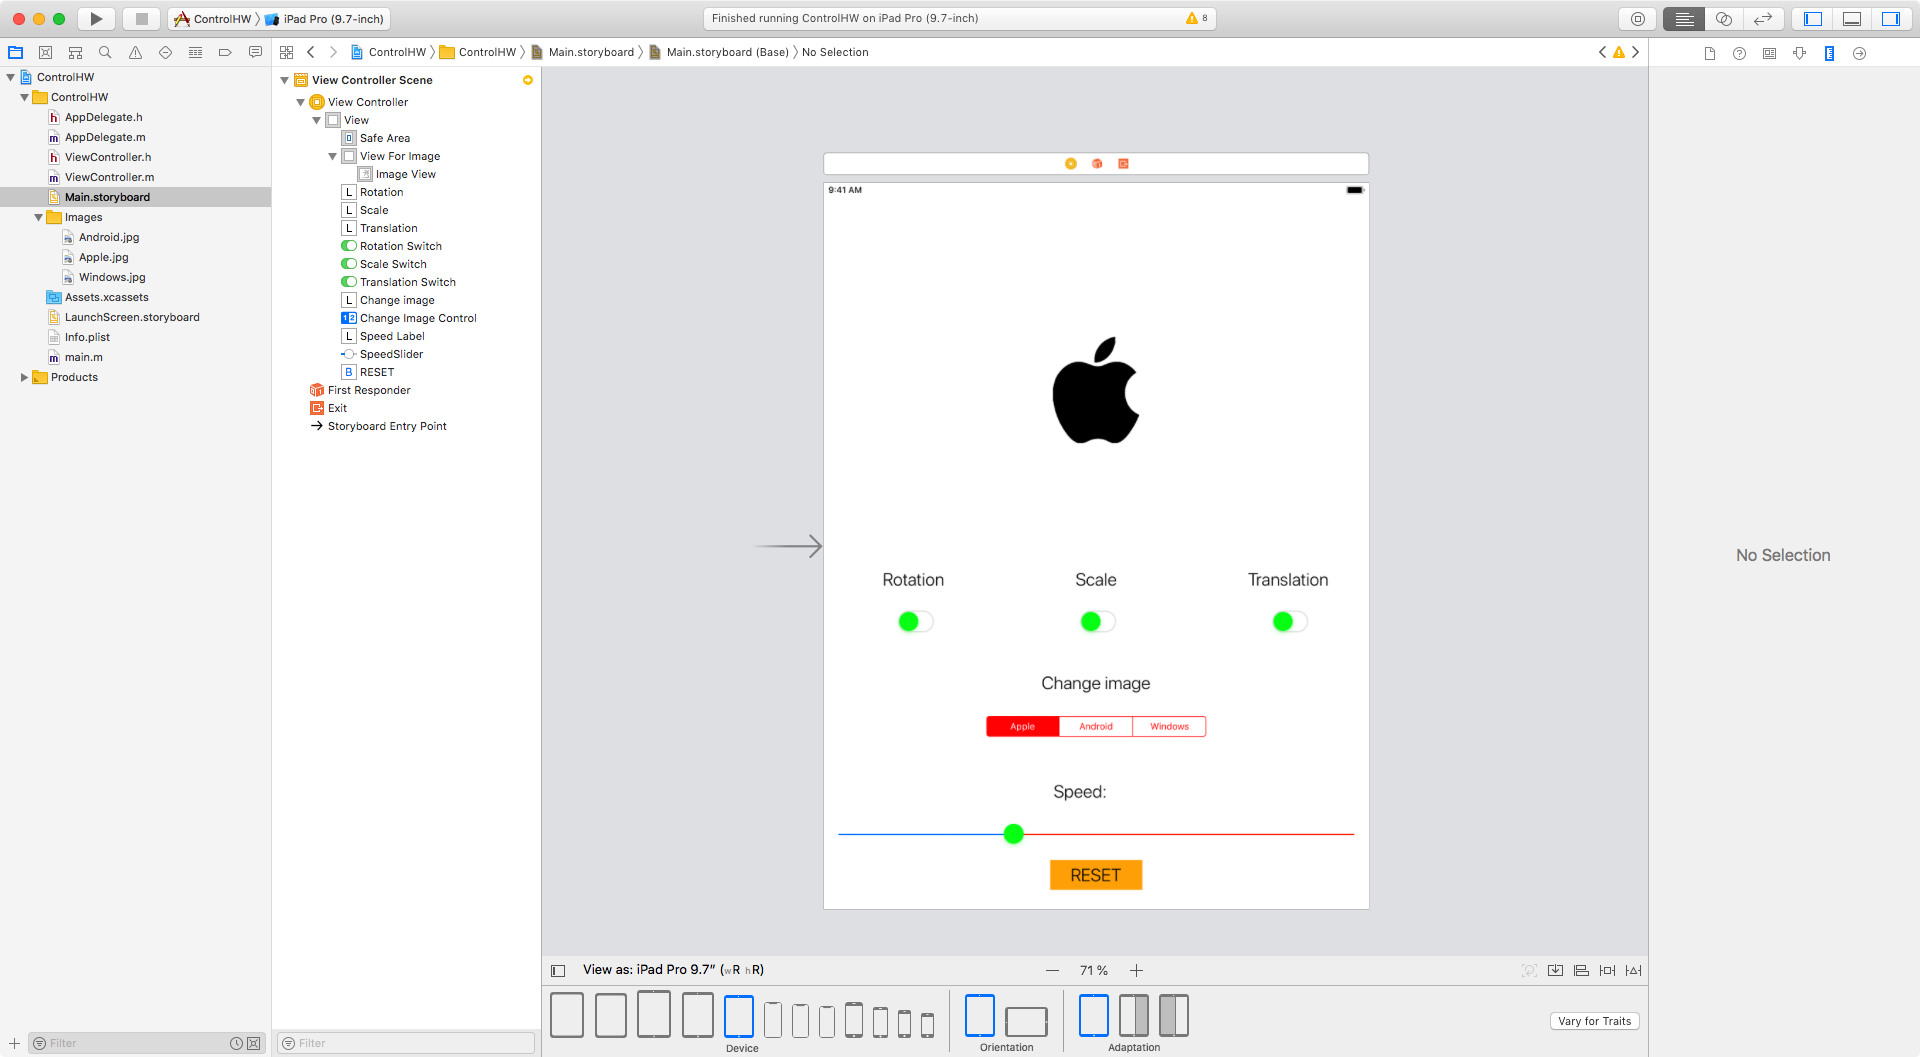 ControlHW
iPad Pro (9.7-inch)
Finished running ControlHW on iPad Pro (9.7-inch)
8
ControlHW
ControlHW
Main.storyboard
Main.storyboard (Base)
No Selection
ControlHW
ControlHW
h AppDelegate.h
m AppDelegate.m
h ViewController.h
m ViewController.m
Main.storyboard
Images
Android.jpg
Apple.jpg
Windows.jpg
Assets.xcassets
LaunchScreen.storyboard
Info.plist
m main.m
Products
Filter
View Controller Scene
View Controller
View
Safe Area
View For Image
Image View
L Rotation
L Scale
L Translation
Rotation Switch
Scale Switch
Translation Switch
L Change image
1 2 Change Image Control
L Speed Label
SpeedSlider
B RESET
First Responder
Exit
Storyboard Entry Point
Filter
9:41 AM
Rotation
Scale
Translation
Change image
Apple
Android
Windows
Speed:
RESET
View as: iPad Pro 9.7" (wR hR)
71 %
Device
Orientation
Adaptation
Vary for Traits
No Selection